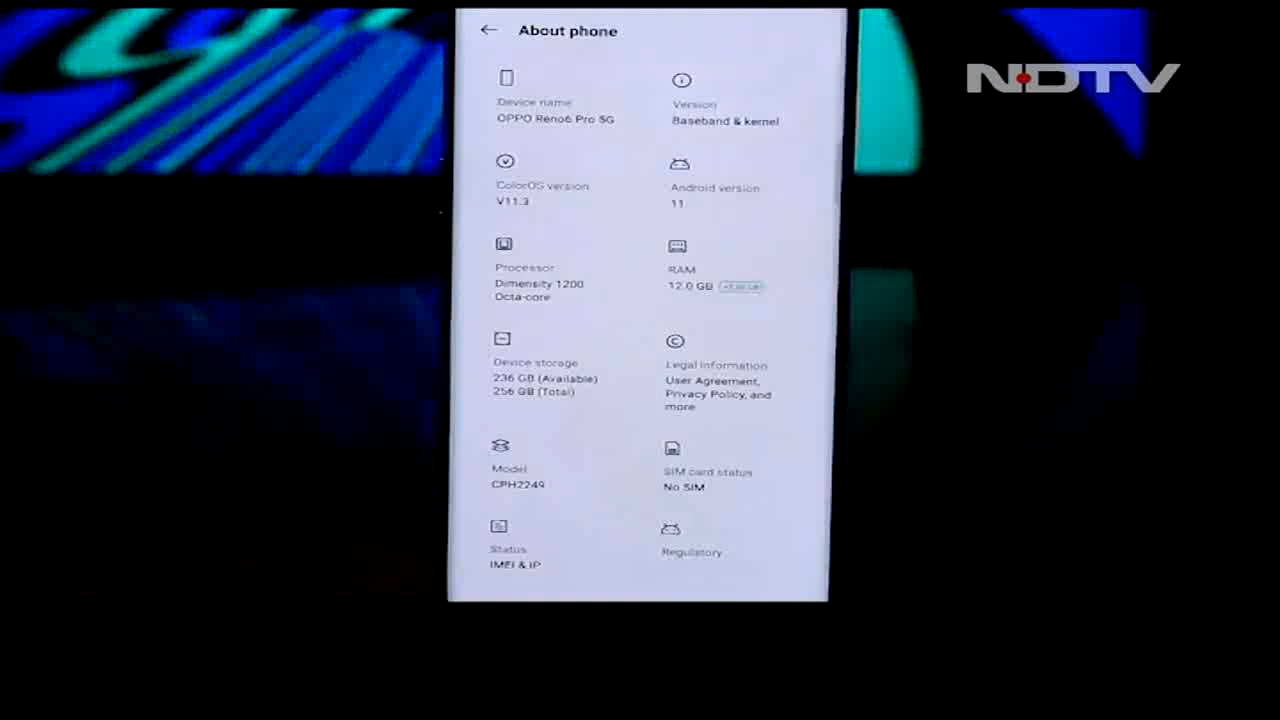 About phone
NDTV
Device name
OPPO Reno6 Pro 5G
Version
Baseband & kernel
ColorOS version
V11.3
Android version
11
Processor
Dimensity 1200
Octa-core
RAM
12.0 GB
Device storage
236 GB (Available)
256 GB (Total)
Legal information
User Agreement,
Privacy Policy, and
more
Model
CPH2249
SIM card status
No SIM
Status
IMEI & IP
Regulatory